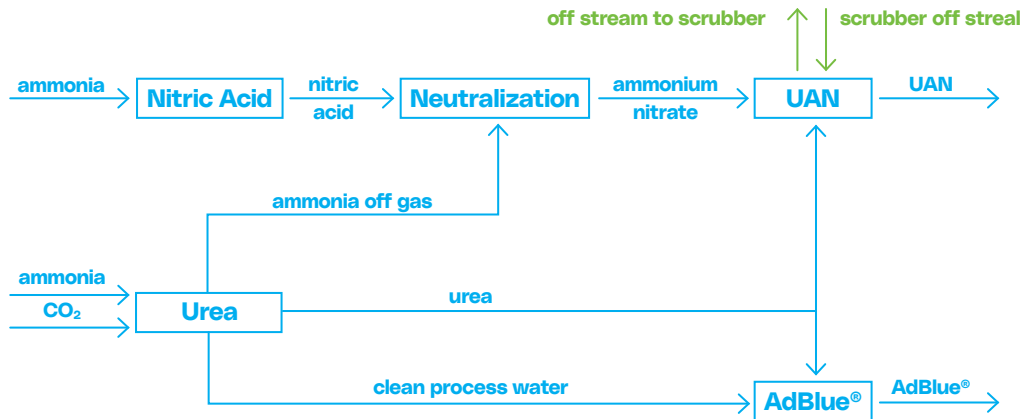 off stream to scrubber
scrubber off streal
ammonia
Nitric Acid
nitric
acid
Neutralization
ammonium
nitrate
UAN
UAN
ammonia off gas
ammonia
CO₂
Urea
urea
clean process water
AdBlue®
AdBlue®